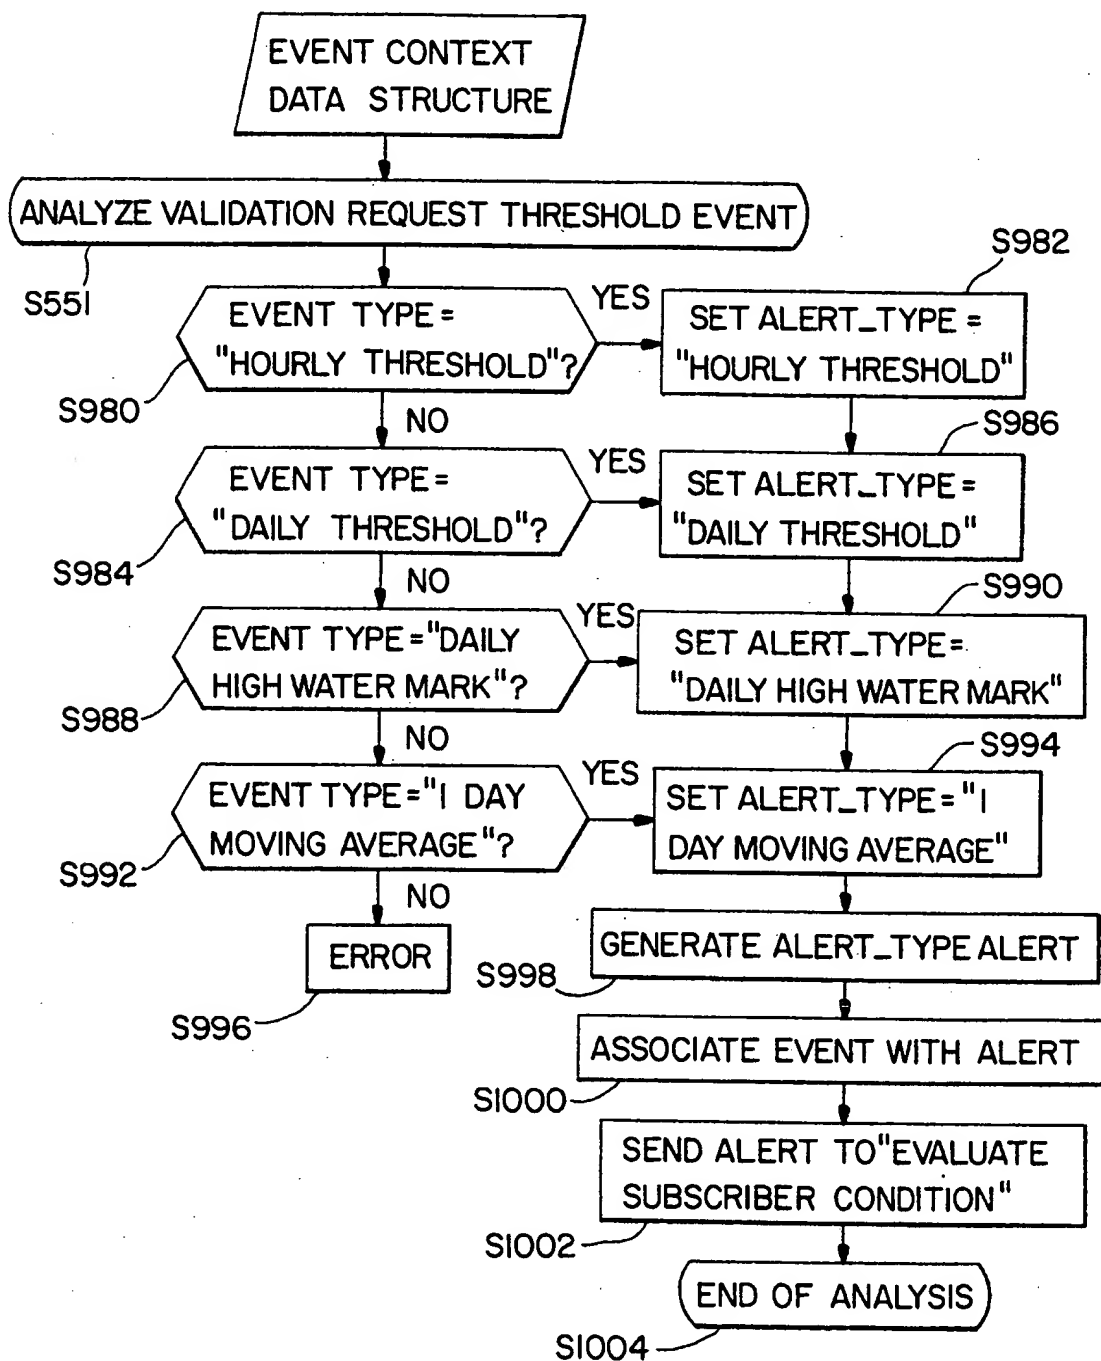 EVENT CONTEXT
DATA STRUCTURE
ANALYZE VALIDATION REQUEST THRESHOLD EVENT
S551
EVENT TYPE=
"HOURLY THRESHOLD"?
S980
YES
SET ALERT_TYPE=
"HOURLY THRESHOLD"
S982
NO
EVENT TYPE=
"DAILY THRESHOLD"?
S984
YES
SET ALERT_TYPE=
"DAILY THRESHOLD"
S986
NO
EVENT TYPE="DAILY
HIGH WATER MARK"?
S988
YES
SET ALERT_TYPE=
"DAILY HIGH WATER MARK"
S990
NO
EVENT TYPE="1 DAY
MOVING AVERAGE"?
S992
YES
SET ALERT_TYPE="1
DAY MOVING AVERAGE"
S994
NO
ERROR
S996
GENERATE ALERT_TYPE ALERT
S998
ASSOCIATE EVENT WITH ALERT
S1000
SEND ALERT TO "EVALUATE
SUBSCRIBER CONDITION"
S1002
END OF ANALYSIS
S1004